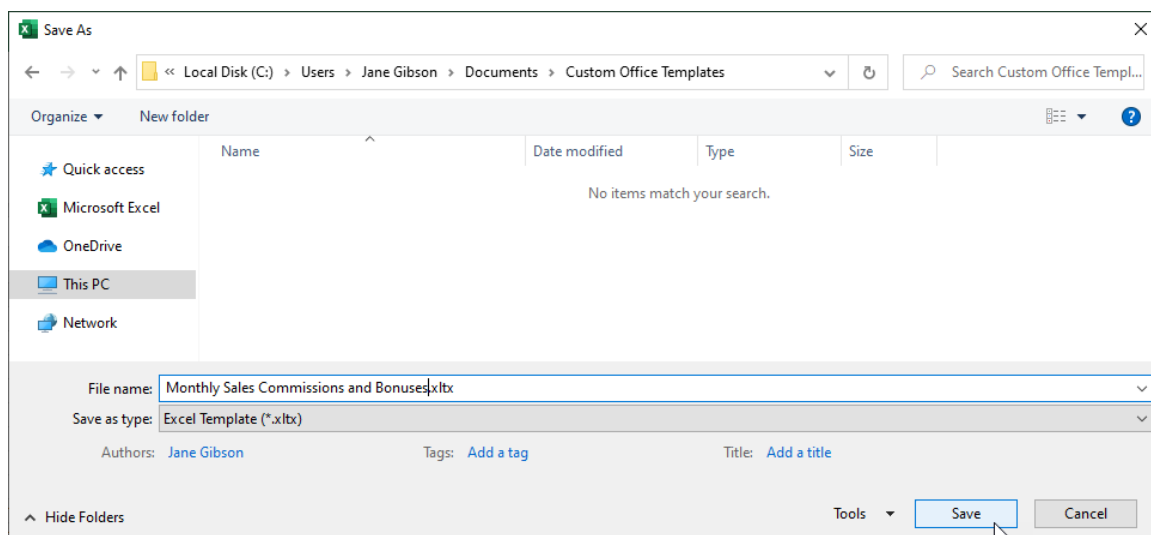 Save As
« Local Disk (C:) › Users › Jane Gibson › Documents › Custom Office Templates
Search Custom Office Templ...
Organize
New folder
?
Name
Date modified
Type
Size
No items match your search.
Quick access
Microsoft Excel
OneDrive
This PC
Network
File name: Monthly Sales Commissions and Bonuses.xltx
Save as type: Excel Template (*.xltx)
Authors: Jane Gibson
Tags: Add a tag
Title: Add a title
Hide Folders
Tools
Save
Cancel